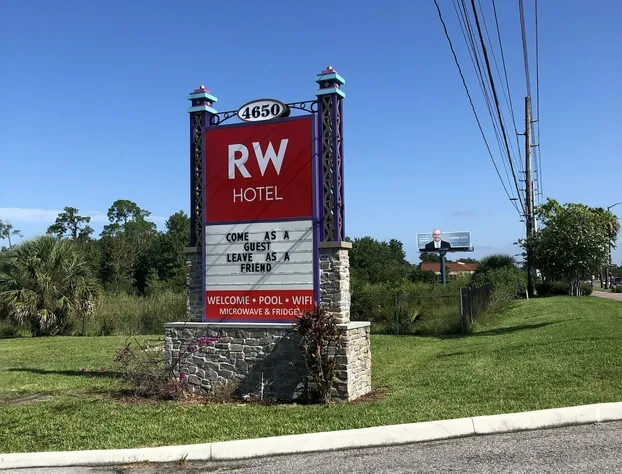 4650
RW
HOTEL
COME AS A
GUEST
LEAVE AS A
FRIEND
WELCOME • POOL • WIFI
MICROWAVE & FRIDGE